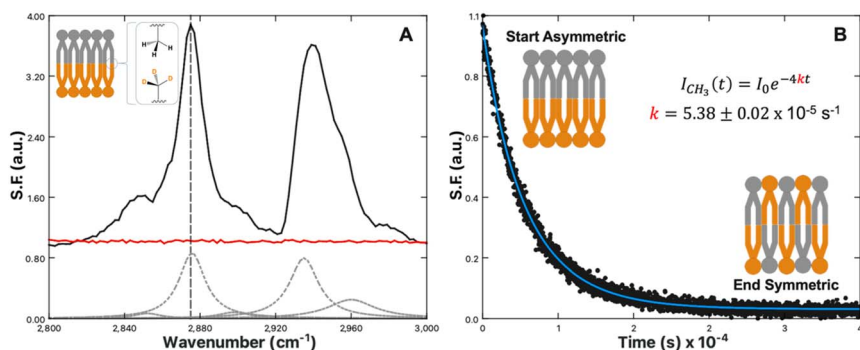 4.00
3.20
2.40
1.60
0.80
0.00
S.F. (a.u.)
A
H
H
H
D
D
D
2,800
2,840
2,880
2,920
2,960
3,000
Wavenumber (cm⁻¹)
1.1
0.8
0.6
0.4
0.2
0.0
S.F. (a.u.)
B
Start Asymmetric
I_CH₃(t) = I₀e^−4kt
k = 5.38 ± 0.02 x 10⁻⁵ s⁻¹
End Symmetric
0
1
2
3
4
Time (s) x 10⁻⁴